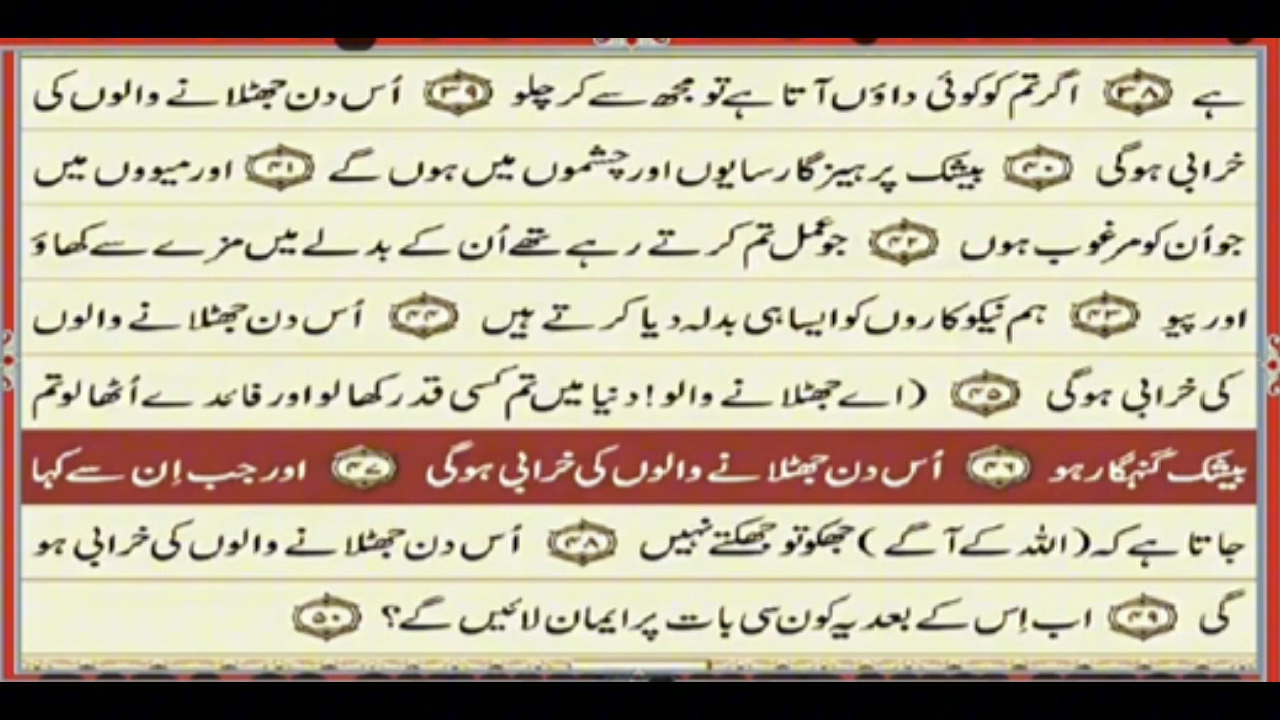 ہے ﴿۳۸﴾ اگر تم کو کوئی داؤں آتا ہے تو مجھ سے کر چلو ﴿۳۹﴾ اُس دن جھٹلانے والوں کی
خرابی ہوگی ﴿۴۰﴾ بیشک پرہیزگار سایوں اور چشموں میں ہوں گے ﴿۴۱﴾ اور میووں میں
جو اُن کو مرغوب ہوں ﴿۴۲﴾ جو عمل تم کرتے رہے تھے اُن کے بدلے میں مزے سے کھاؤ
اور پیو ﴿۴۳﴾ ہم نیکوکاروں کو ایسا ہی بدلہ دیا کرتے ہیں ﴿۴۴﴾ اُس دن جھٹلانے والوں
کی خرابی ہوگی ﴿۴۵﴾ (اے جھٹلانے والو! دنیا میں تم کسی قدر کھا لو اور فائدے اُٹھا لو تم
بیشک گنہگار ہو ﴿۴۶﴾ اُس دن جھٹلانے والوں کی خرابی ہوگی ﴿۴۷﴾ اور جب اِن سے کہا
جاتا ہے کہ (اللہ کے آگے) جھکو تو جھکتے نہیں ﴿۴۸﴾ اُس دن جھٹلانے والوں کی خرابی ہو
گی ﴿۴۹﴾ اب اِس کے بعد یہ کون سی بات پر ایمان لائیں گے؟ ﴿۵۰﴾